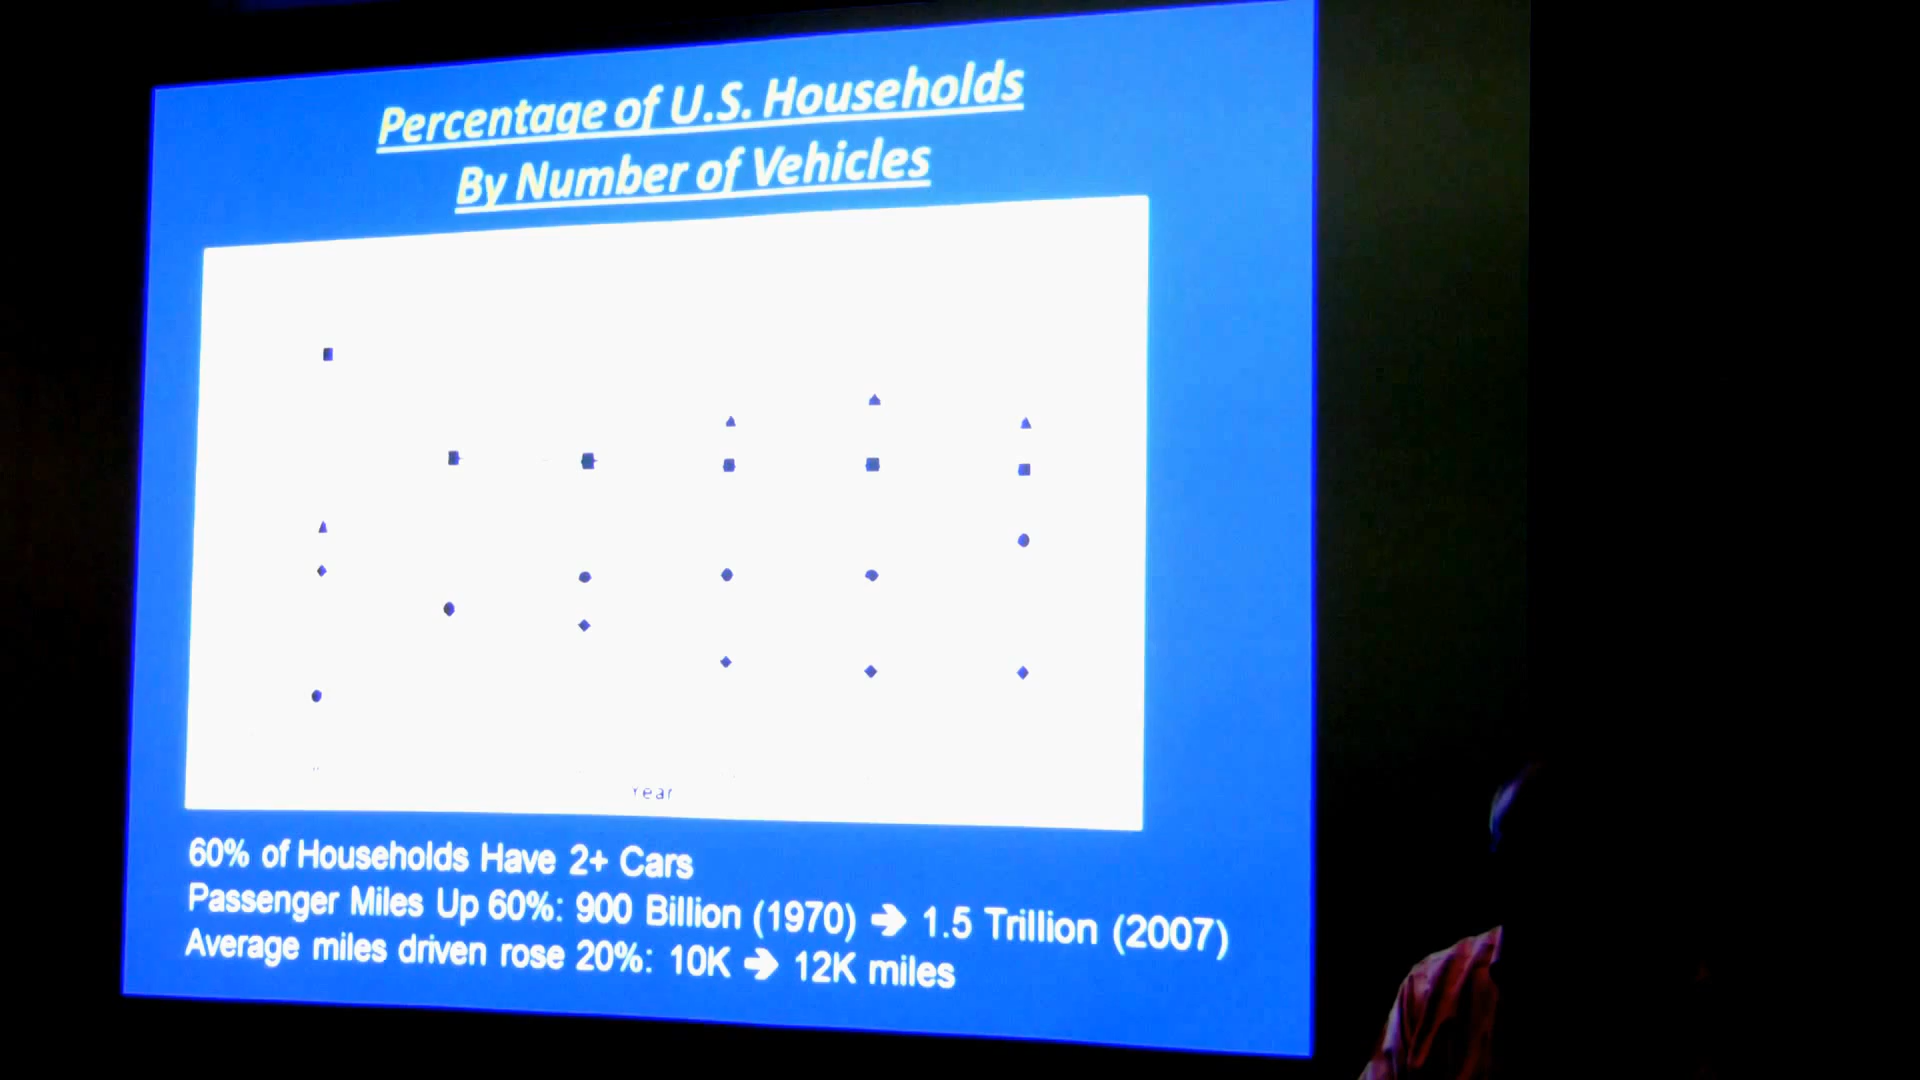 Percentage of U.S. Households
By Number of Vehicles
Year
60% of Households Have 2+ Cars
Passenger Miles Up 60%: 900 Billion (1970) ➔ 1.5 Trillion (2007)
Average miles driven rose 20%: 10K ➔ 12K miles